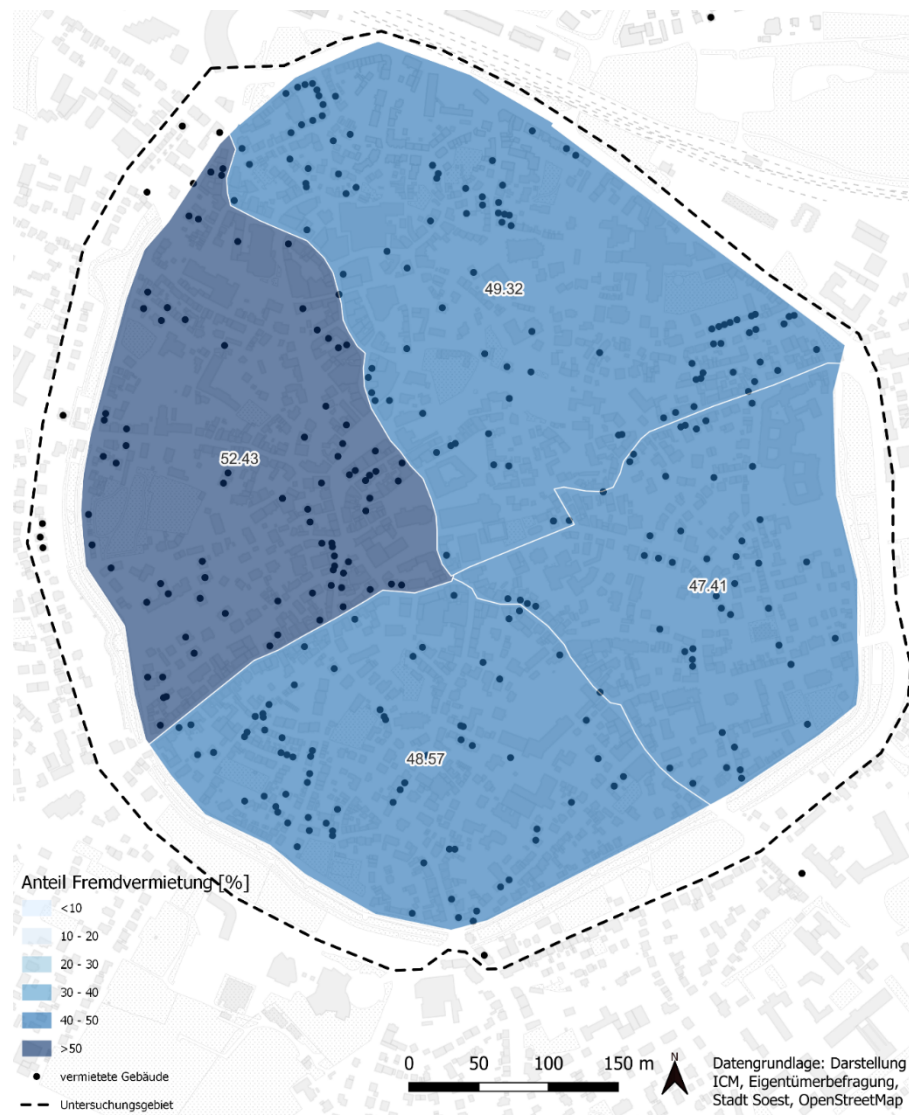 49.32
52.43
47.41
48.57
Anteil Fremdvermietung [%]
<10
10 - 20
20 - 30
30 - 40
40 - 50
>50
vermietete Gebäude
Untersuchungsgebiet
0 50 100 150 m
N
Datengrundlage: Darstellung
ICM, Eigentümerbefragung,
Stadt Soest, OpenStreetMap